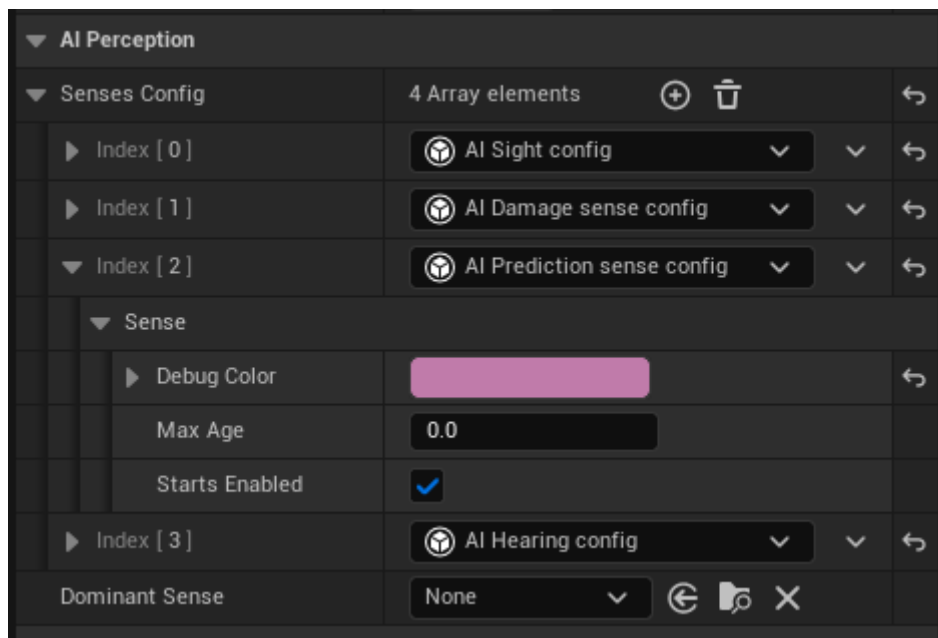 AI Perception
Senses Config 4 Array elements
Index [ 0 ] AI Sight config
Index [ 1 ] AI Damage sense config
Index [ 2 ] AI Prediction sense config
Sense
Debug Color
Max Age 0.0
Starts Enabled
Index [ 3 ] AI Hearing config
Dominant Sense None